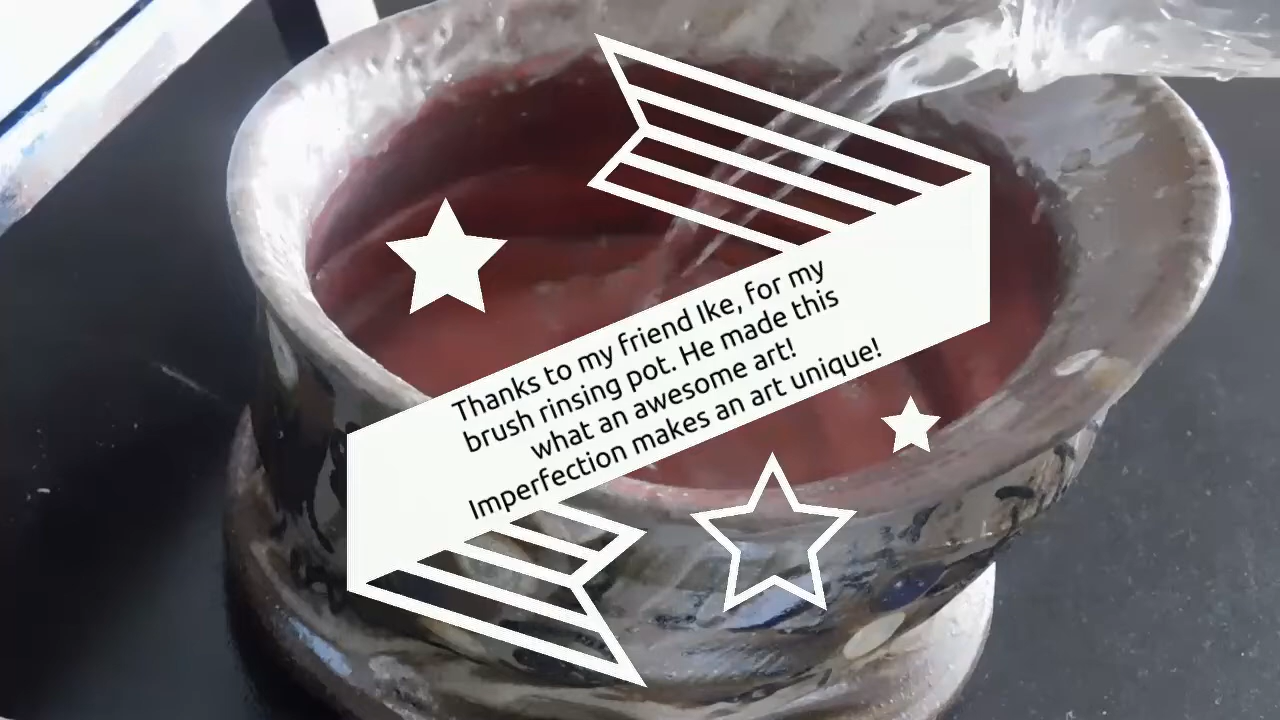 Thanks to my friend Ike, for my
brush rinsing pot. He made this
what an awesome art!
Imperfection makes an art unique!